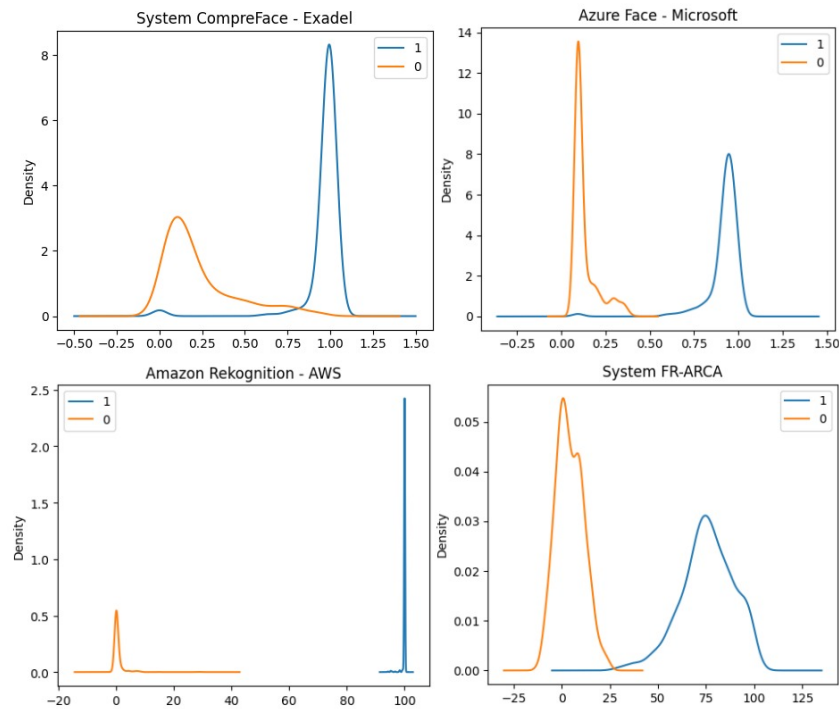 System CompreFace - Exadel
8
6
4
2
0
Density
1
0
−0.50 −0.25 0.00 0.25 0.50 0.75 1.00 1.25 1.50
Azure Face - Microsoft
14
12
10
8
6
4
2
0
Density
1
0
−0.25 0.00 0.25 0.50 0.75 1.00 1.25 1.50
Amazon Rekognition - AWS
2.5
2.0
1.5
1.0
0.5
0.0
Density
1
0
−20 0 20 40 60 80 100
System FR-ARCA
0.05
0.04
0.03
0.02
0.01
0.00
Density
1
0
−25 0 25 50 75 100 125